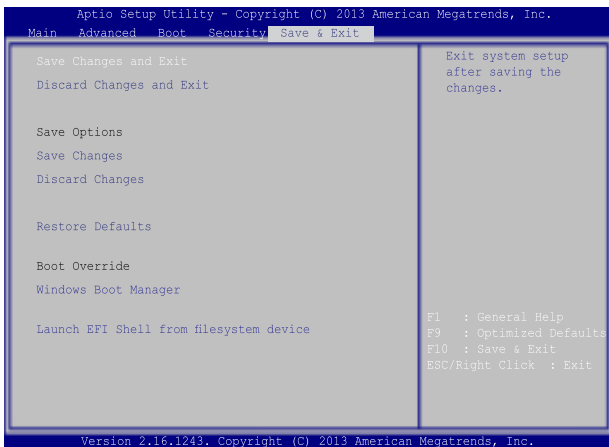 Aptio Setup Utility - Copyright (C) 2013 American Megatrends, Inc.
Main Advanced Boot Security Save & Exit
Save Changes and Exit
Discard Changes and Exit
Save Options
Save Changes
Discard Changes
Restore Defaults
Boot Override
Windows Boot Manager
Launch EFI Shell from filesystem device
Exit system setup
after saving the
changes.
F1 : General Help
F9 : Optimized Defaults
F10 : Save & Exit
ESC/Right Click : Exit
Version 2.16.1243. Copyright (C) 2013 American Megatrends, Inc.